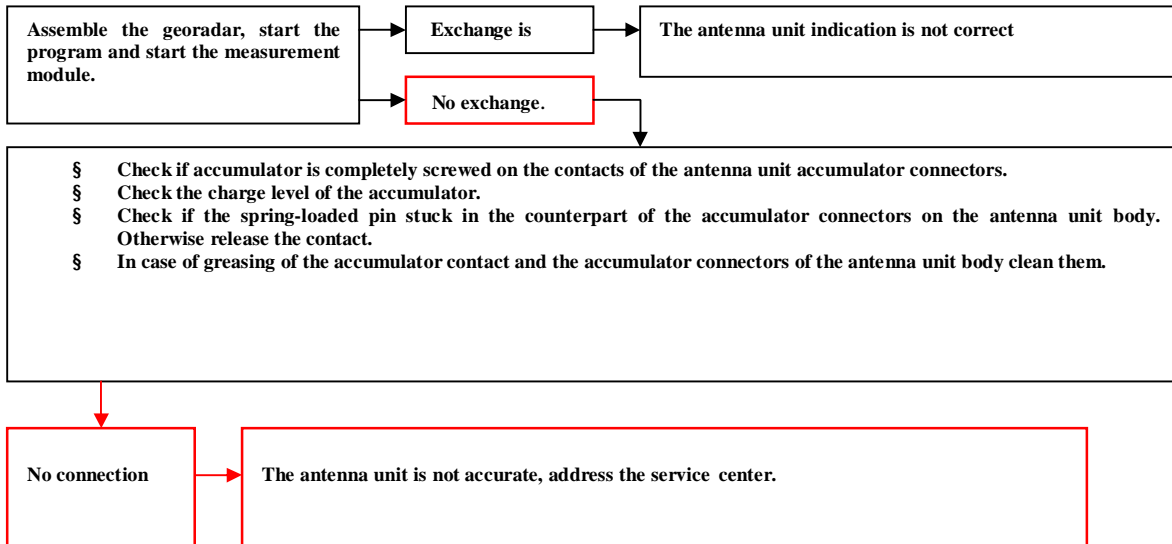 Assemble the georadar, start the
program and start the measurement
module.
Exchange is
The antenna unit indication is not correct
No exchange.
§ Check if accumulator is completely screwed on the contacts of the antenna unit accumulator connectors.
§ Check the charge level of the accumulator.
§ Check if the spring-loaded pin stuck in the counterpart of the accumulator connectors on the antenna unit body.
Otherwise release the contact.
§ In case of greasing of the accumulator contact and the accumulator connectors of the antenna unit body clean them.
No connection
The antenna unit is not accurate, address the service center.